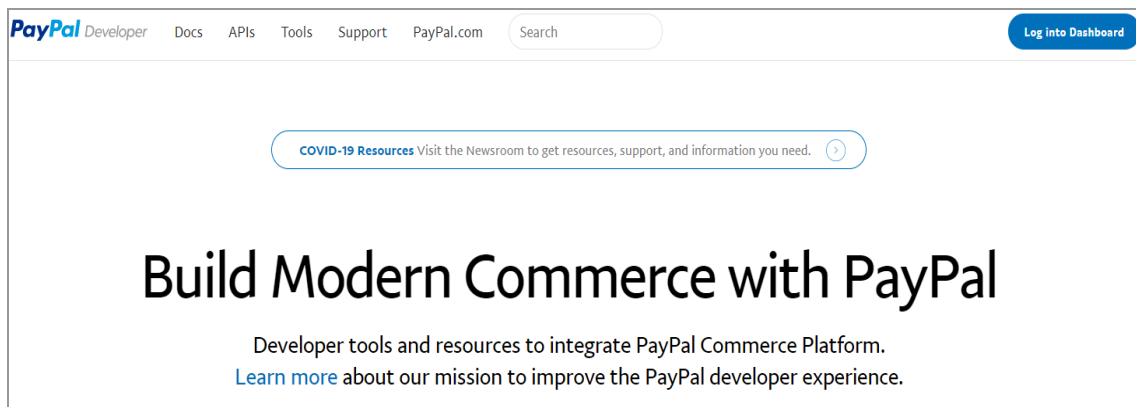 PayPal Developer Docs APIs Tools Support PayPal.com Search Log into Dashboard
COVID-19 Resources Visit the Newsroom to get resources, support, and information you need.
Build Modern Commerce with PayPal
Developer tools and resources to integrate PayPal Commerce Platform.
Learn more about our mission to improve the PayPal developer experience.